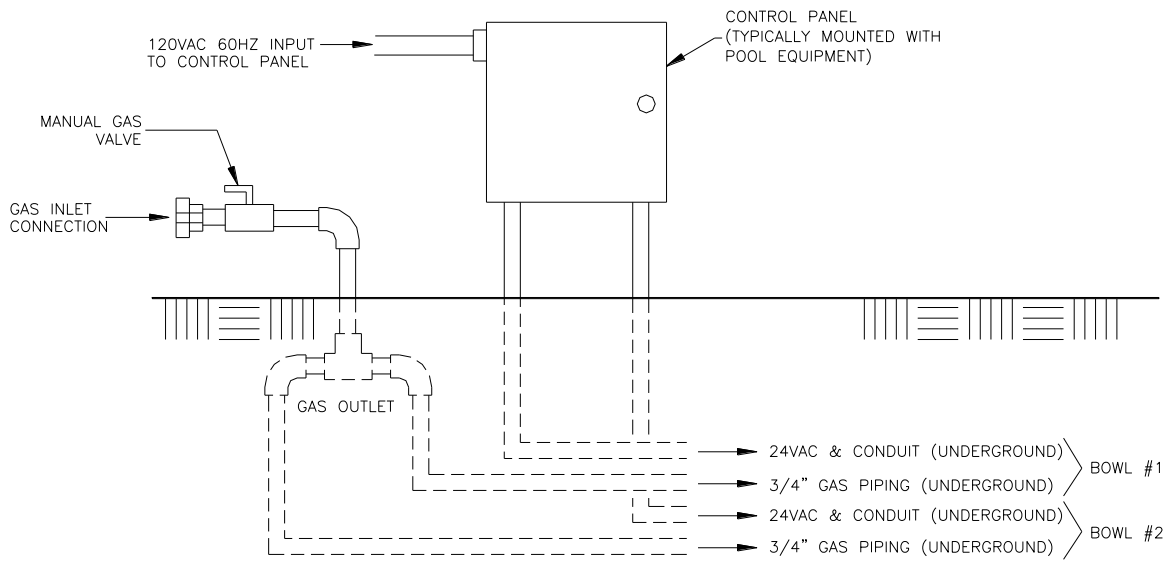 CONTROL PANEL
(TYPICALLY MOUNTED WITH
POOL EQUIPMENT)
120VAC 60HZ INPUT
TO CONTROL PANEL
MANUAL GAS
VALVE
GAS INLET
CONNECTION
GAS OUTLET
24VAC & CONDUIT (UNDERGROUND)
3/4" GAS PIPING (UNDERGROUND)
BOWL #1
24VAC & CONDUIT (UNDERGROUND)
3/4" GAS PIPING (UNDERGROUND)
BOWL #2